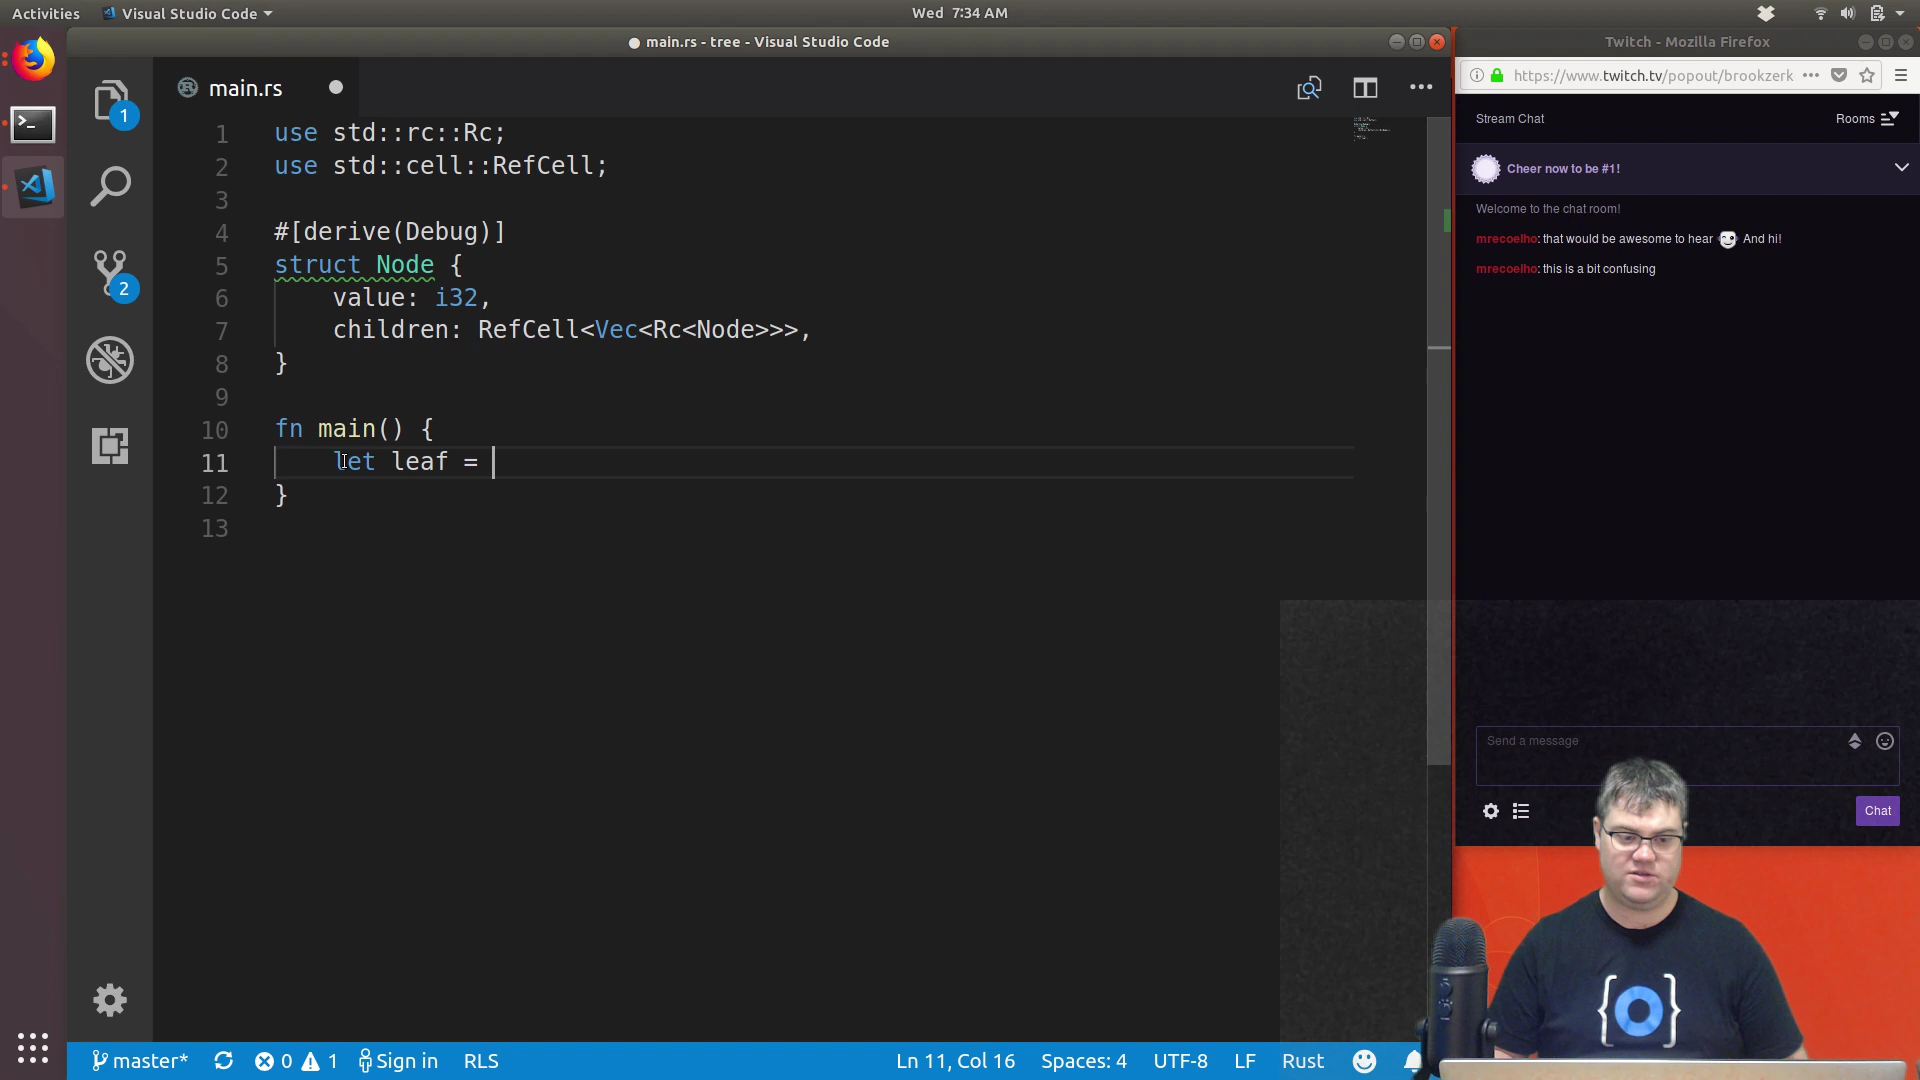 Activities
Visual Studio Code
Wed 7:34 AM
main.rs - tree - Visual Studio Code
Twitch - Mozilla Firefox
main.rs
https://www.twitch.tv/popout/brookzerk
1
2
Stream Chat
Rooms
Cheer now to be #1!
Welcome to the chat room!
mrecoelho: that would be awesome to hear And hi!
mrecoelho: this is a bit confusing
Send a message
Chat
1 use std::rc::Rc;
2 use std::cell::RefCell;
3
4 #[derive(Debug)]
5 struct Node {
6 value: i32,
7 children: RefCell<Vec<Rc<Node>>>,
8 }
9
10 fn main() {
11 let leaf =
12 }
13
master* 0 1 Sign in RLS Ln 11, Col 16 Spaces: 4 UTF-8 LF Rust